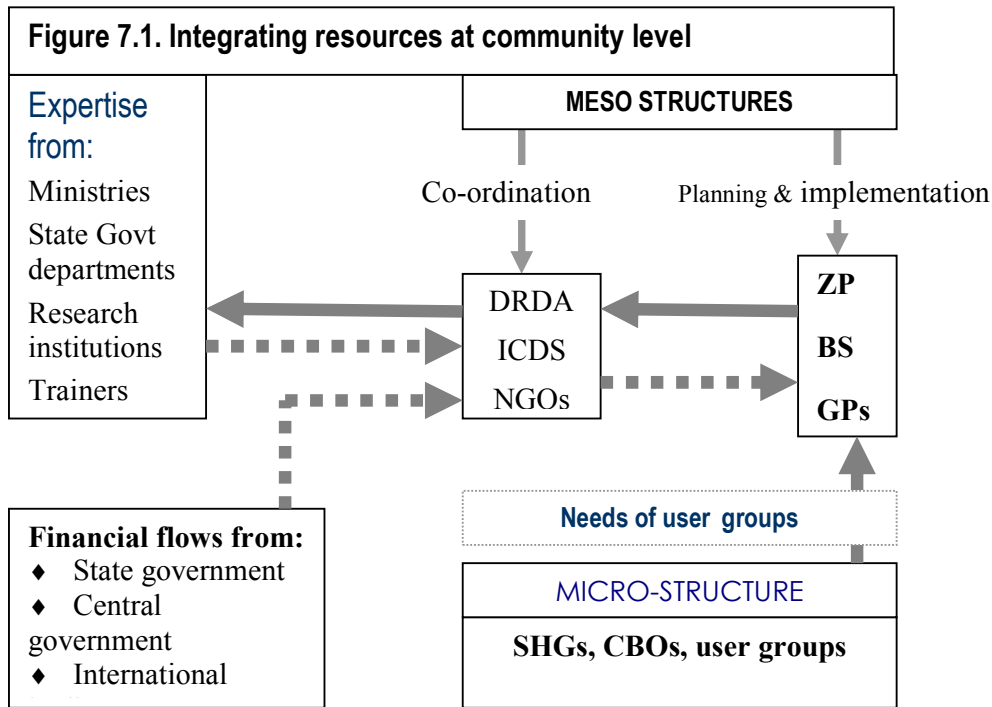 Figure 7.1. Integrating resources at community level
Expertise
from:
Ministries
State Govt
departments
Research
institutions
Trainers
MESO STRUCTURES
Co-ordination
Planning & implementation
DRDA
ICDS
NGOs
ZP
BS
GPs
Financial flows from:
♦ State government
♦ Central
government
♦ International
Needs of user groups
MICRO-STRUCTURE
SHGs, CBOs, user groups